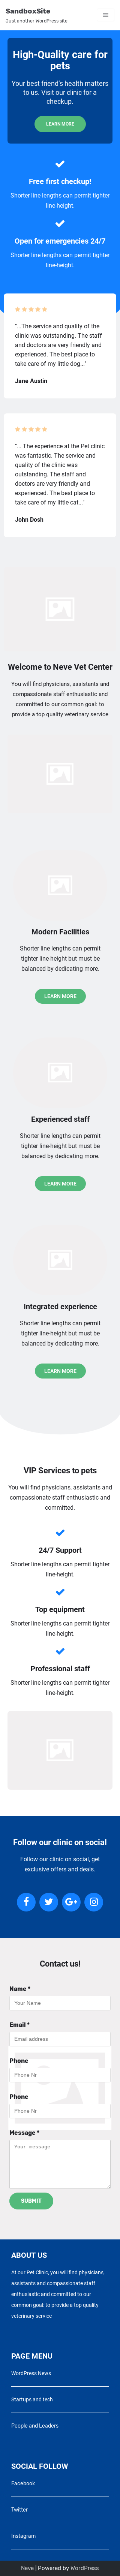 SandboxSite
Just another WordPress site
High-Quality care for
pets
Your best friend's health matters
to us. Visit our clinic for a
checkup.
LEARN MORE
Free first checkup!
Shorter line lengths can permit tighter
line-height.
Open for emergencies 24/7
Shorter line lengths can permit tighter
line-height.
"...The service and quality of the
clinic was outstanding. The staff
and doctors are very friendly and
experienced. The best place to
take care of my little dog..."
Jane Austin
"... The experience at the Pet clinic
was fantastic. The service and
quality of the clinic was
outstanding. The staff and
doctors are very friendly and
experienced. The best place to
take care of my little cat..."
John Dosh
Welcome to Neve Vet Center
You will find physicians, assistants and
compassionate staff enthusiastic and
committed to our common goal: to
provide a top quality veterinary service
Modern Facilities
Shorter line lengths can permit
tighter line-height but must be
balanced by dedicating more.
LEARN MORE
Experienced staff
Shorter line lengths can permit
tighter line-height but must be
balanced by dedicating more.
LEARN MORE
Integrated experience
Shorter line lengths can permit
tighter line-height but must be
balanced by dedicating more.
LEARN MORE
VIP Services to pets
You will find physicians, assistants and
compassionate staff enthusiastic and
committed.
24/7 Support
Shorter line lengths can permit tighter
line-height.
Top equipment
Shorter line lengths can permit tighter
line-height.
Professional staff
Shorter line lengths can permit tighter
line-height.
Follow our clinic on social
Follow our clinic on social, get
exclusive offers and deals.
Contact us!
Name *
Your Name
Email *
Email address
Phone
Phone Nr
Phone
Phone Nr
Message *
Your message
SUBMIT
ABOUT US
At our Pet Clinic, you will find physicians,
assistants and compassionate staff
enthusiastic and committed to our
common goal: to provide a top quality
veterinary service
PAGE MENU
WordPress News
Startups and tech
People and Leaders
SOCIAL FOLLOW
Facebook
Twitter
Instagram
Neve | Powered by WordPress